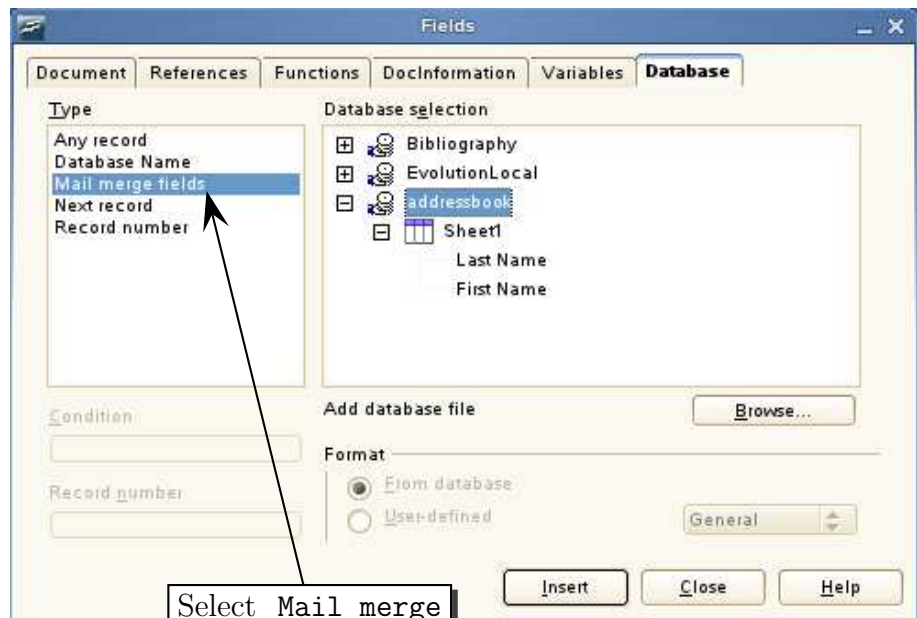 Fields
Document References Functions DocInformation Variables Database
Type
Any record
Database Name
Mail merge fields
Next record
Record number
Database selection
Bibliography
EvolutionLocal
addressbook
Sheet1
Last Name
First Name
Condition
Record number
Add database file
Browse...
Format
From database
User-defined
General
Insert Close Help
Select Mail merge